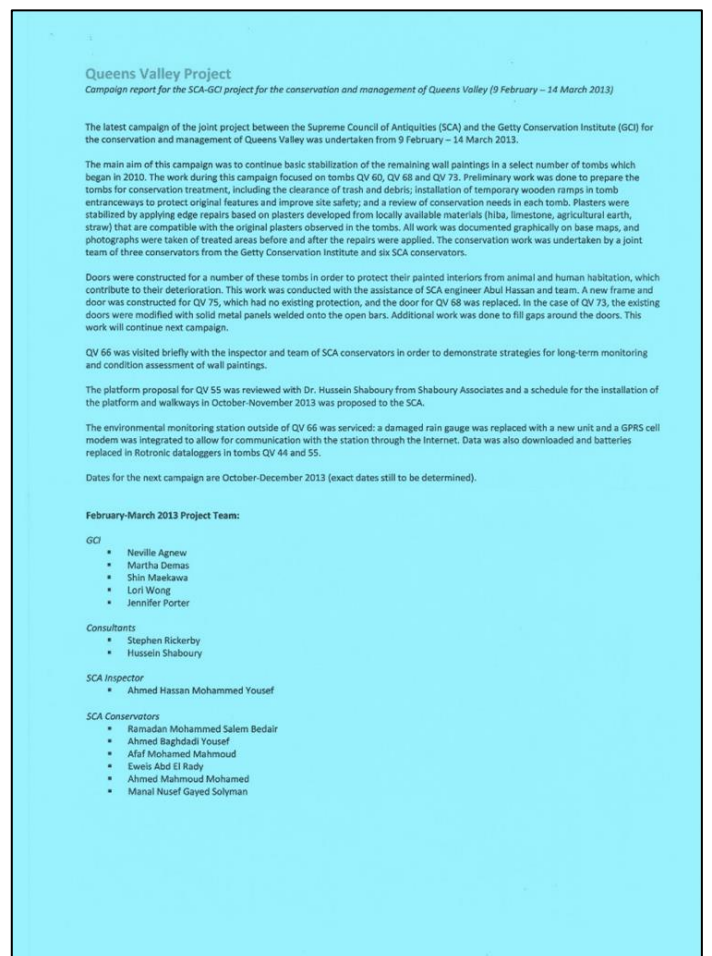 Queens Valley Project
Campaign report for the SCA-GCI project for the conservation and management of Queens Valley (9 February – 14 March 2013)
The latest campaign of the joint project between the Supreme Council of Antiquities (SCA) and the Getty Conservation Institute (GCI) for
the conservation and management of Queens Valley was undertaken from 9 February – 14 March 2013.
The main aim of this campaign was to continue basic stabilization of the remaining wall paintings in a select number of tombs which
began in 2010. The work during this campaign focused on tombs QV 60, QV 68 and QV 73. Preliminary work was done to prepare the
tombs for conservation treatment, including the clearance of trash and debris; installation of temporary wooden ramps in tomb
entranceways to protect original features and improve site safety; and a review of conservation needs in each tomb. Plasters were
stabilized by applying edge repairs based on plasters developed from locally available materials (hiba, limestone, agricultural earth,
straw) that are compatible with the original plasters observed in the tombs. All work was documented graphically on base maps, and
photographs were taken of treated areas before and after the repairs were applied. The conservation work was undertaken by a joint
team of three conservators from the Getty Conservation Institute and six SCA conservators.
Doors were constructed for a number of these tombs in order to protect their painted interiors from animal and human habitation, which
contribute to their deterioration. This work was conducted with the assistance of SCA engineer Abul Hassan and team. A new frame and
door was constructed for QV 75, which had no existing protection, and the door for QV 68 was replaced. In the case of QV 73, the existing
doors were modified with solid metal panels welded onto the open bars. Additional work was done to fill gaps around the doors. This
work will continue next campaign.
QV 66 was visited briefly with the inspector and team of SCA conservators in order to demonstrate strategies for long-term monitoring
and condition assessment of wall paintings.
The platform proposal for QV 55 was reviewed with Dr. Hussein Shaboury from Shaboury Associates and a schedule for the installation of
the platform and walkways in October-November 2013 was proposed to the SCA.
The environmental monitoring station outside of QV 66 was serviced: a damaged rain gauge was replaced with a new unit and a GPRS cell
modem was integrated to allow for communication with the station through the Internet. Data was also downloaded and batteries
replaced in Rotronic dataloggers in tombs QV 44 and 55.
Dates for the next campaign are October-December 2013 (exact dates still to be determined).
February-March 2013 Project Team:
GCI
▪ Neville Agnew
▪ Martha Demas
▪ Shin Maekawa
▪ Lori Wong
▪ Jennifer Porter
Consultants
▪ Stephen Rickerby
▪ Hussein Shaboury
SCA Inspector
▪ Ahmed Hassan Mohammed Yousef
SCA Conservators
▪ Ramadan Mohammed Salem Bedair
▪ Ahmed Baghdadi Yousef
▪ Afaf Mohamed Mahmoud
▪ Eweis Abd El Rady
▪ Ahmed Mahmoud Mohamed
▪ Manal Nusef Gayed Solyman